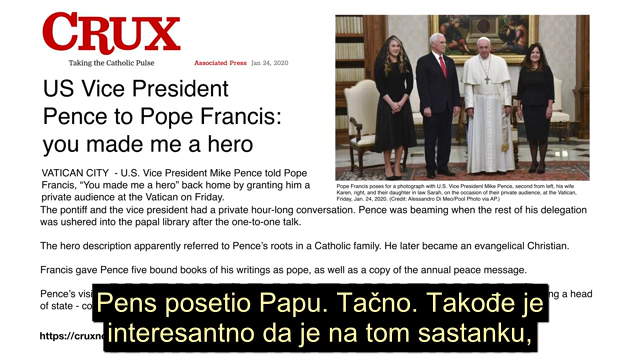 CRUX
Taking the Catholic Pulse
Associated Press Jan 24, 2020
US Vice President
Pence to Pope Francis:
you made me a hero
VATICAN CITY - U.S. Vice President Mike Pence told Pope
Francis, “You made me a hero” back home by granting him a
private audience at the Vatican on Friday.
The pontiff and the vice president had a private hour-long conversation. Pence was beaming when the rest of his delegation
was ushered into the papal library after the one-to-one talk.
Pope Francis poses for a photograph with U.S. Vice President Mike Pence, second from left, his wife
Karen, right, and their daughter in law Sarah, on the occasion of their private audience, at the Vatican,
Friday, Jan. 24, 2020. (Credit: Alessandro Di Meo/Pool Photo via AP.)
The hero description apparently referred to Pence’s roots in a Catholic family. He later became an evangelical Christian.
Francis gave Pence five bound books of his writings as pope, as well as a copy of the annual peace message.
Pence’s ng a head
of state -
https://cruxn
Pens posetio Papu. Tačno. Takođe je
interesantno da je na tom sastanku,